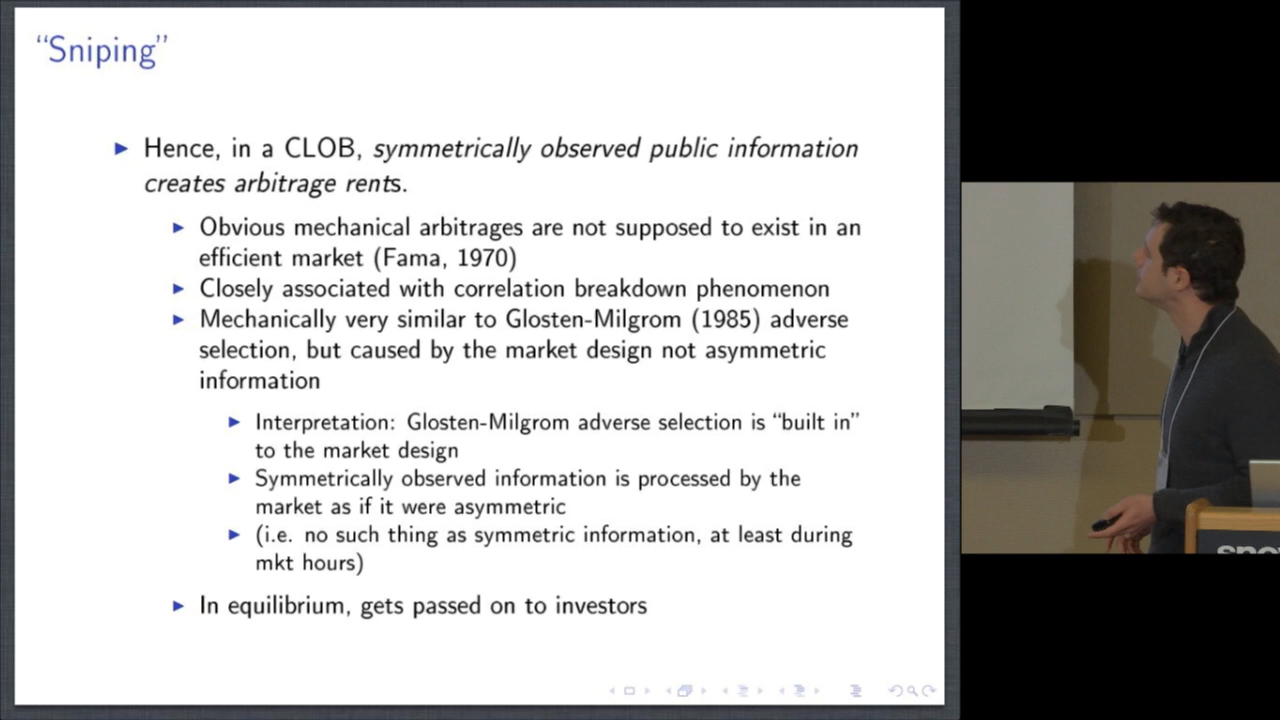 “Sniping”
Hence, in a CLOB, symmetrically observed public information
creates arbitrage rents.
Obvious mechanical arbitrages are not supposed to exist in an
efficient market (Fama, 1970)
Closely associated with correlation breakdown phenomenon
Mechanically very similar to Glosten-Milgrom (1985) adverse
selection, but caused by the market design not asymmetric
information
Interpretation: Glosten-Milgrom adverse selection is “built in”
to the market design
Symmetrically observed information is processed by the
market as if it were asymmetric
(i.e. no such thing as symmetric information, at least during
mkt hours)
In equilibrium, gets passed on to investors